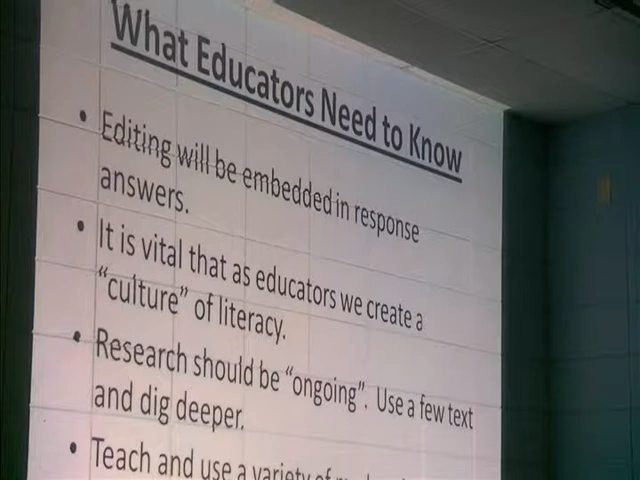 What Educators Need to Know
• Editing will be embedded in response
answers.
• It is vital that as educators we create a
“culture” of literacy.
• Research should be “ongoing”. Use a few text
and dig deeper.
• Teach and use a variety of